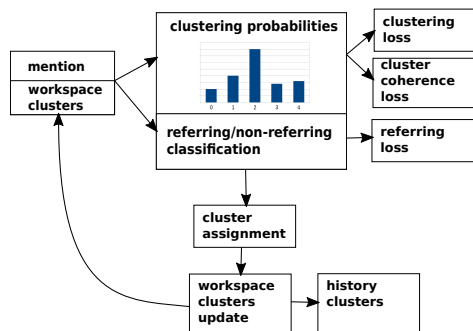 clustering probabilities
0 1 2 3 4
referring/non-referring
classification
mention
workspace
clusters
clustering
loss
cluster
coherence
loss
referring
loss
cluster
assignment
workspace
clusters
update
history
clusters